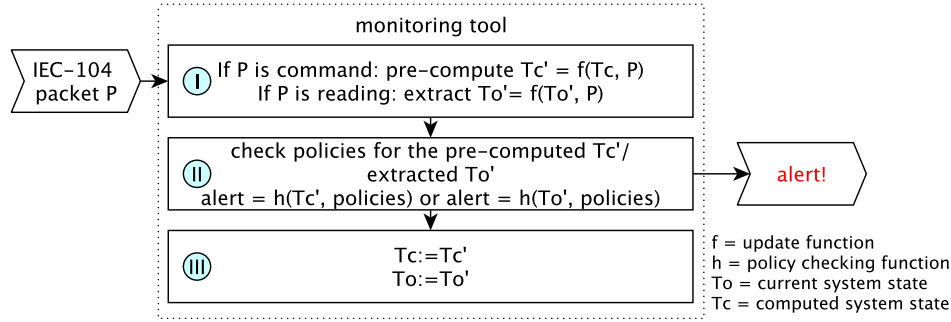 monitoring tool
IEC-104
packet P
I
If P is command: pre-compute Tc' = f(Tc, P)
If P is reading: extract To'= f(To', P)
II
check policies for the pre-computed Tc'/
extracted To'
alert = h(Tc', policies) or alert = h(To', policies)
alert!
III
Tc:=Tc'
To:=To'
f = update function
h = policy checking function
To = current system state
Tc = computed system state